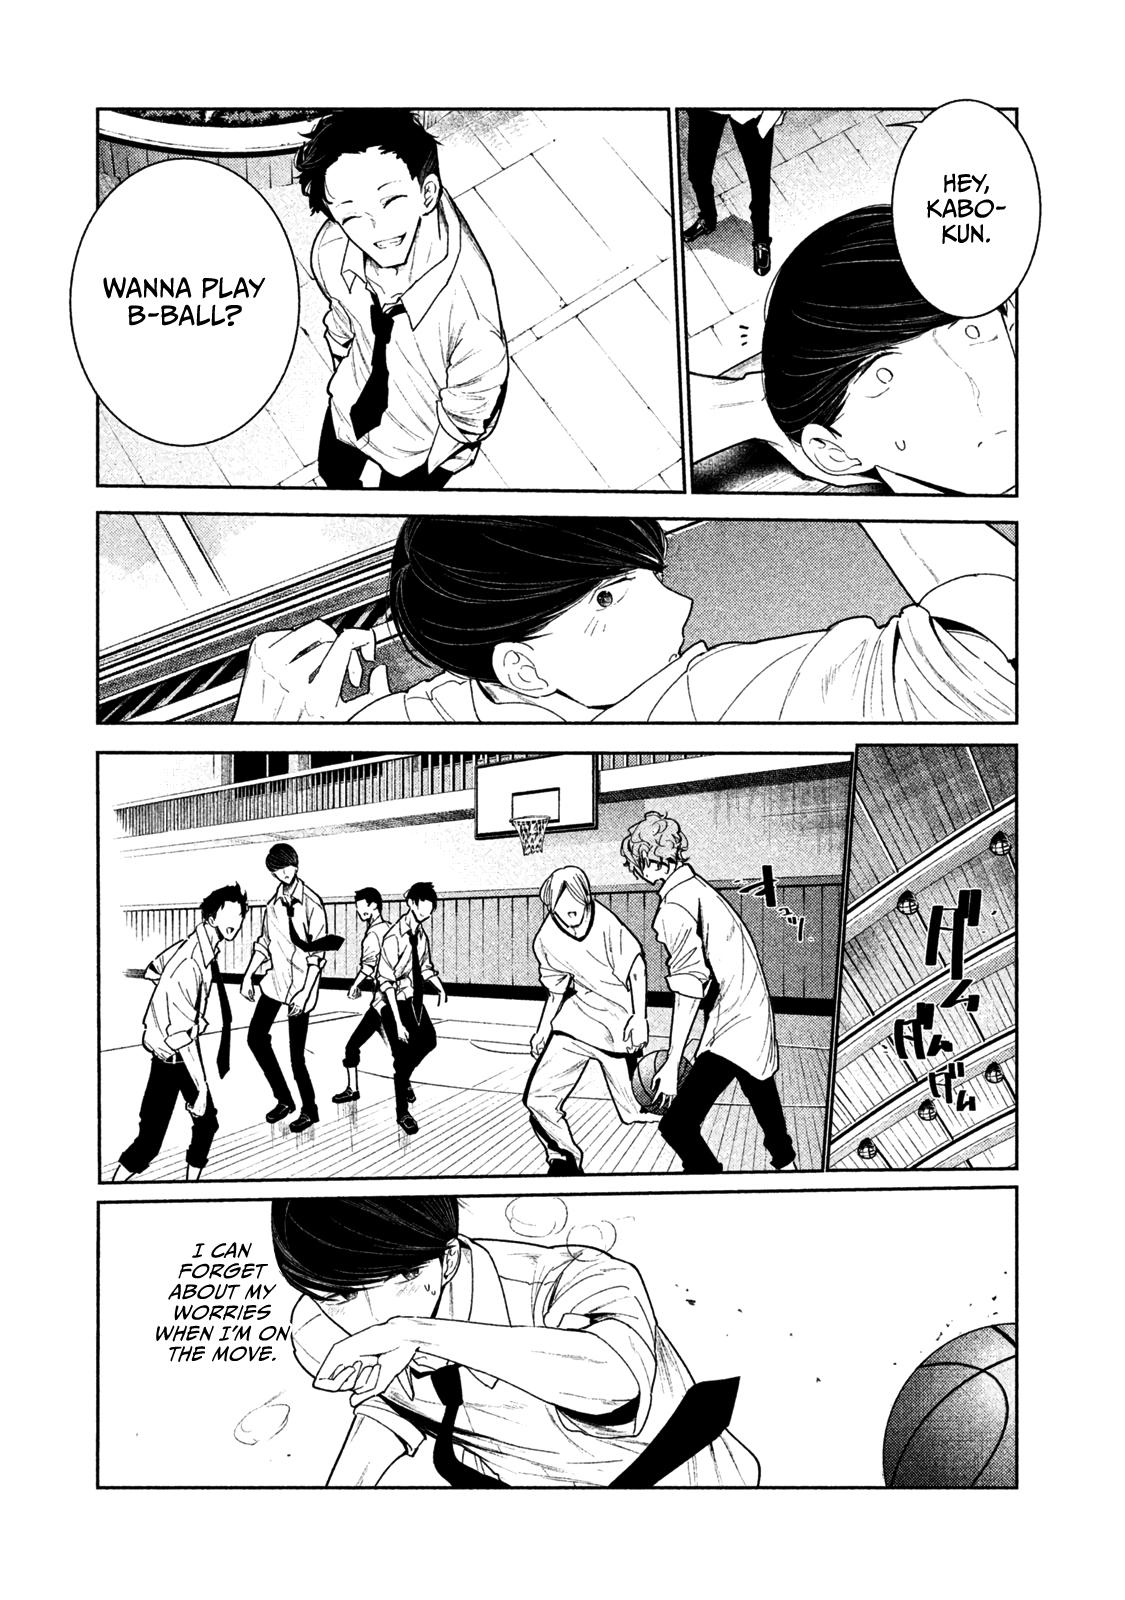 HEY,
KABO-
KUN.
WANNA PLAY
B-BALL?
I CAN
FORGET
ABOUT MY
WORRIES
WHEN I'M ON
THE MOVE.